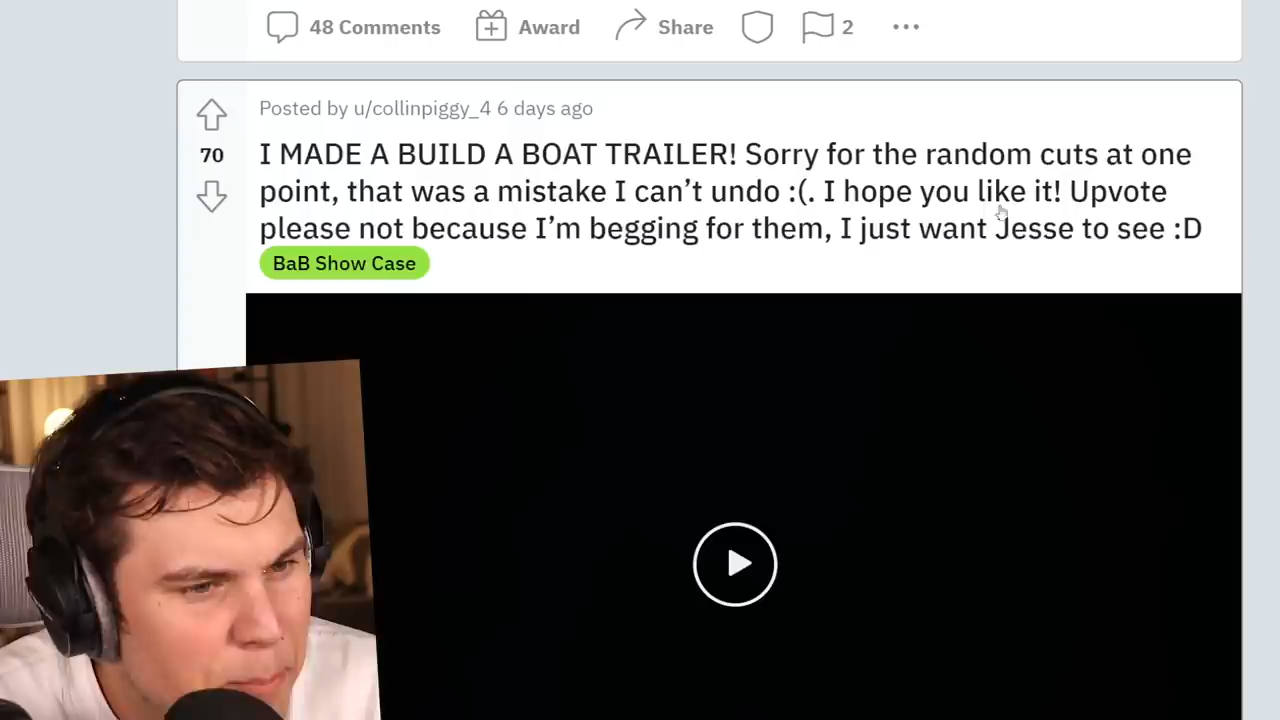 48 Comments Award Share 2
Posted by u/collinpiggy_4 6 days ago
70
I MADE A BUILD A BOAT TRAILER! Sorry for the random cuts at one
point, that was a mistake I can’t undo :(. I hope you like it! Upvote
please not because I’m begging for them, I just want Jesse to see :D
BaB Show Case